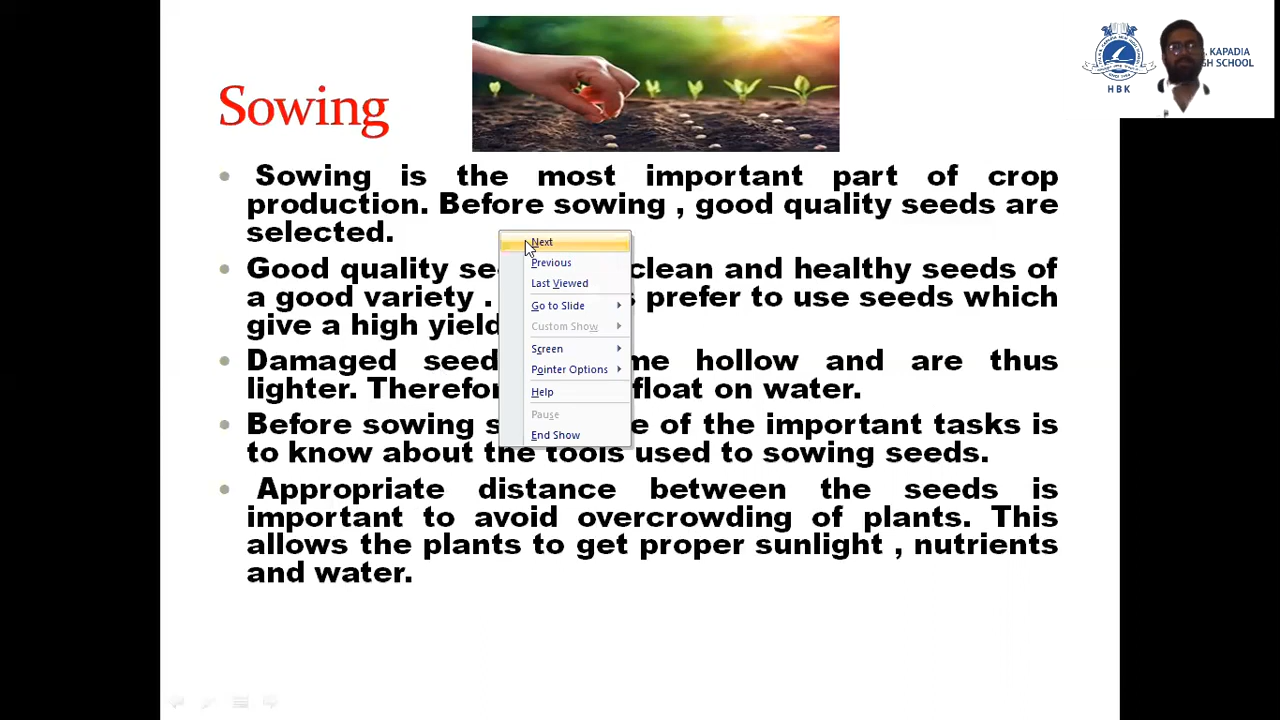 Sowing
KAPADIA
GH SCHOOL
HBK
Sowing is the most important part of crop
production. Before sowing , good quality seeds are
selected.
Good quality se clean and healthy seeds of
a good variety . s prefer to use seeds which
give a high yield
Damaged seed me hollow and are thus
lighter. Therefor float on water.
Before sowing s e of the important tasks is
to know about the tools used to sowing seeds.
Appropriate distance between the seeds is
important to avoid overcrowding of plants. This
allows the plants to get proper sunlight , nutrients
and water.
Next
Previous
Last Viewed
Go to Slide
Custom Show
Screen
Pointer Options
Help
Pause
End Show